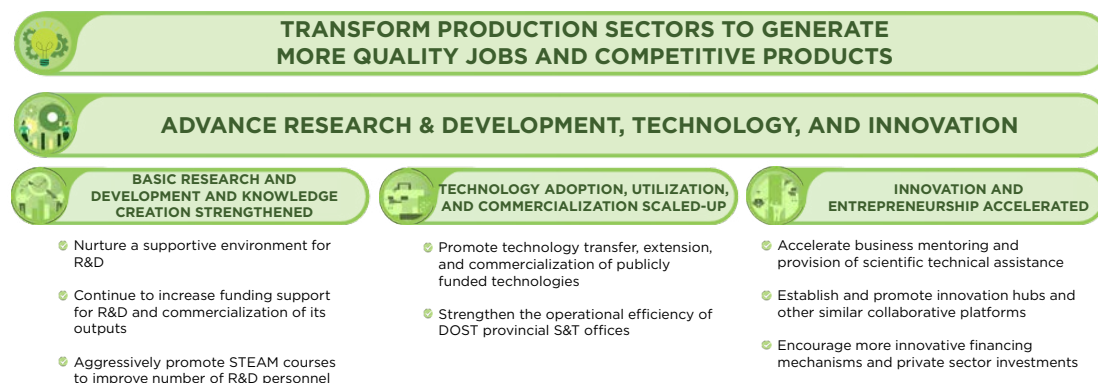 TRANSFORM PRODUCTION SECTORS TO GENERATE
MORE QUALITY JOBS AND COMPETITIVE PRODUCTS
ADVANCE RESEARCH & DEVELOPMENT, TECHNOLOGY, AND INNOVATION
BASIC RESEARCH AND
DEVELOPMENT AND KNOWLEDGE
CREATION STRENGTHENED
Nurture a supportive environment for
R&D
Continue to increase funding support
for R&D and commercialization of its
outputs
Aggressively promote STEAM courses
to improve number of R&D personnel
TECHNOLOGY ADOPTION, UTILIZATION,
AND COMMERCIALIZATION SCALED-UP
Promote technology transfer, extension,
and commercialization of publicly
funded technologies
Strengthen the operational efficiency of
DOST provincial S&T offices
INNOVATION AND
ENTREPRENEURSHIP ACCELERATED
Accelerate business mentoring and
provision of scientific technical assistance
Establish and promote innovation hubs and
other similar collaborative platforms
Encourage more innovative financing
mechanisms and private sector investments